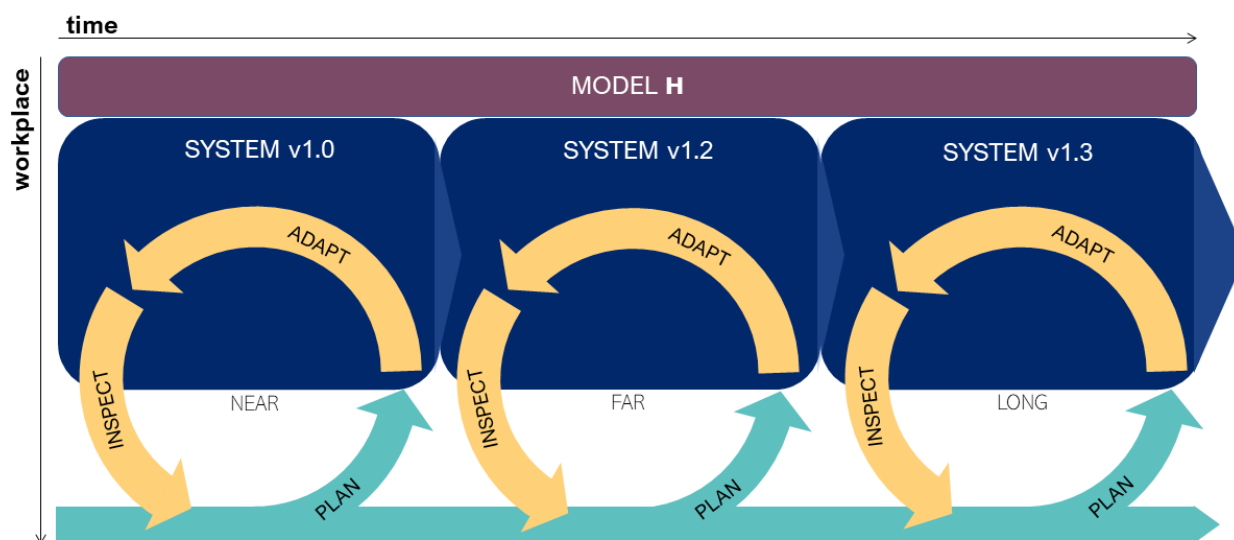 time
workplace
MODEL H
SYSTEM v1.0
SYSTEM v1.2
SYSTEM v1.3
ADAPT
ADAPT
ADAPT
INSPECT
INSPECT
INSPECT
NEAR
FAR
LONG
PLAN
PLAN
PLAN